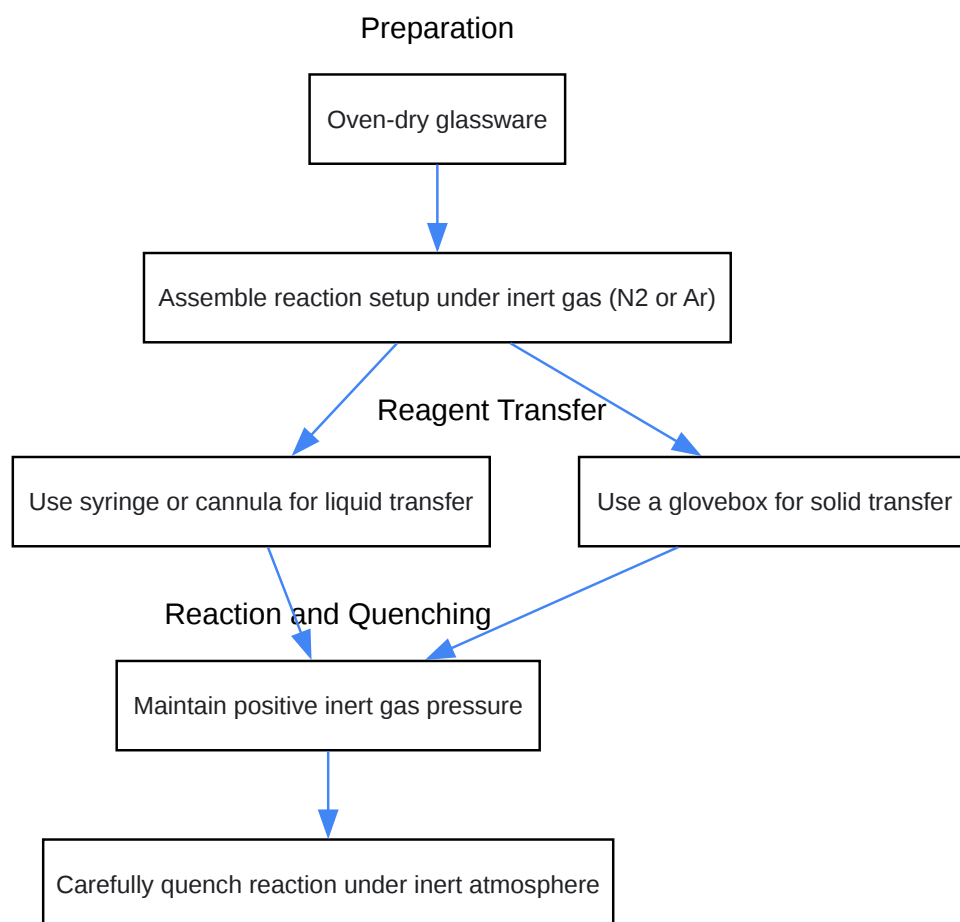 Preparation
Oven-dry glassware
Assemble reaction setup under inert gas (N2 or Ar)
Reagent Transfer
Use syringe or cannula for liquid transfer
Use a glovebox for solid transfer
Reaction and Quenching
Maintain positive inert gas pressure
Carefully quench reaction under inert atmosphere